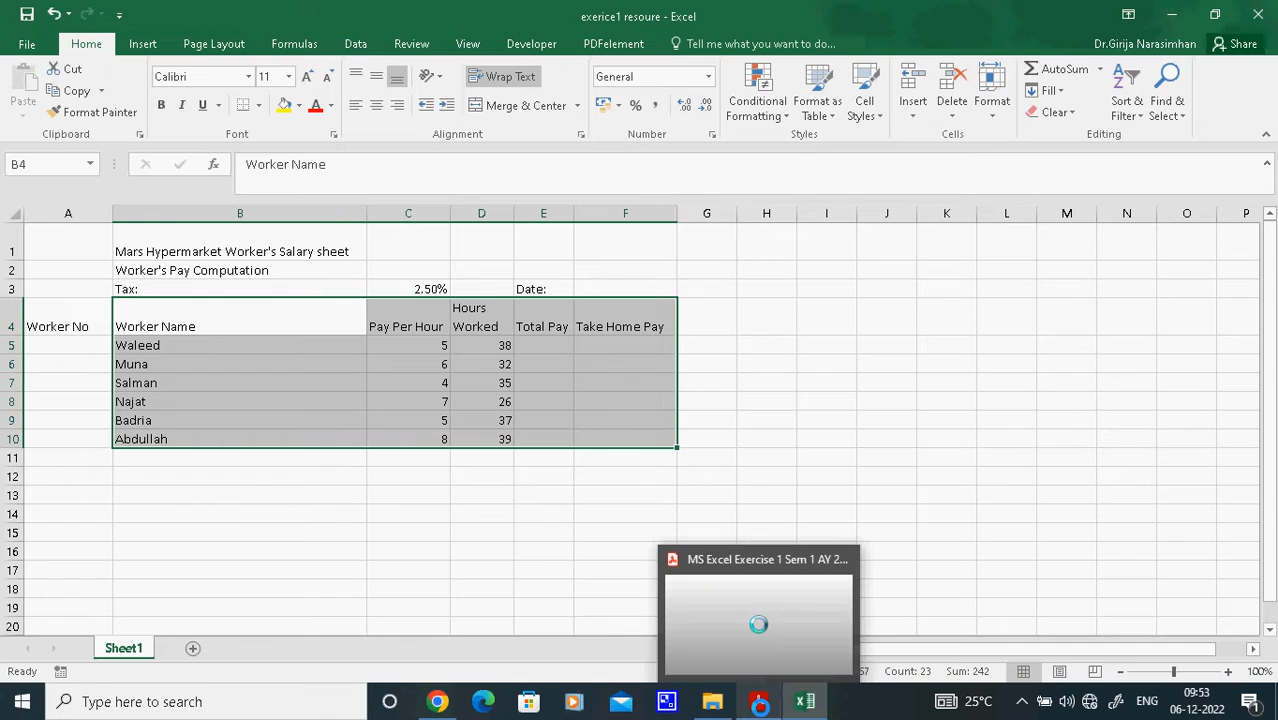 exerice1 resoure - Excel
File Home Insert Page Layout Formulas Data Review View Developer PDFelement Tell me what you want to do... Dr.Girija Narasimhan Share
Paste Cut Copy Format Painter
Calibri 11 A A
B I U A
Wrap Text
Merge & Center
General
% ,
Conditional Formatting Format as Table Cell Styles
Insert Delete Format
AutoSum Fill Clear
Sort & Filter Find & Select
Clipboard Font Alignment Number Styles Cells Editing
B4 fx Worker Name
A B C D E F G H I J K L M N O P
1 Mars Hypermarket Worker's Salary sheet
2 Worker's Pay Computation
3 Tax: 2.50% Date:
4 Worker No Worker Name Pay Per Hour Hours Worked Total Pay Take Home Pay
5 Waleed 5 38
6 Muna 6 32
7 Salman 4 35
8 Najat 7 26
9 Badria 5 37
10 Abdullah 8 39
11
12
13
14
15
16
17
18
19
20
MS Excel Exercise 1 Sem 1 AY 2...
Sheet1
Ready Count: 23 Sum: 242 100%
Type here to search 25°C ENG 09:53
06-12-2022